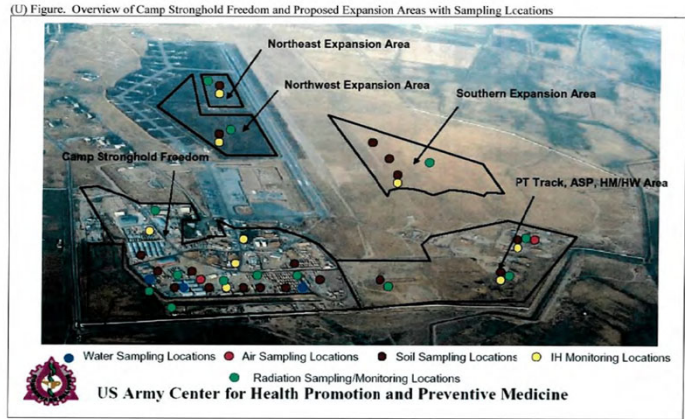 (U) Figure. Overview of Camp Stronghold Freedom and Proposed Expansion Areas with Sampling Locations
Northeast Expansion Area
Northwest Expansion Area
Southern Expansion Area
Camp Stronghold Freedom
PT Track, ASP, HM/HW Area
Water Sampling Locations
Air Sampling Locations
Soil Sampling Locations
IH Monitoring Locations
Radiation Sampling/Monitoring Locations
US Army Center for Health Promotion and Preventive Medicine